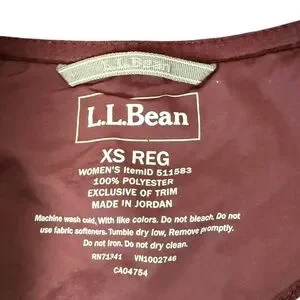 L.L.Bean
L.L.Bean
XS REG
WOMEN'S ItemID 511583
100% POLYESTER
EXCLUSIVE OF TRIM
MADE IN JORDAN
Machine wash cold, With like colors. Do not bleach. Do not
use fabric softeners. Tumble dry low, Remove promptly.
Do not iron. Do not dry clean.
RN71341 VN1002746
CA04754